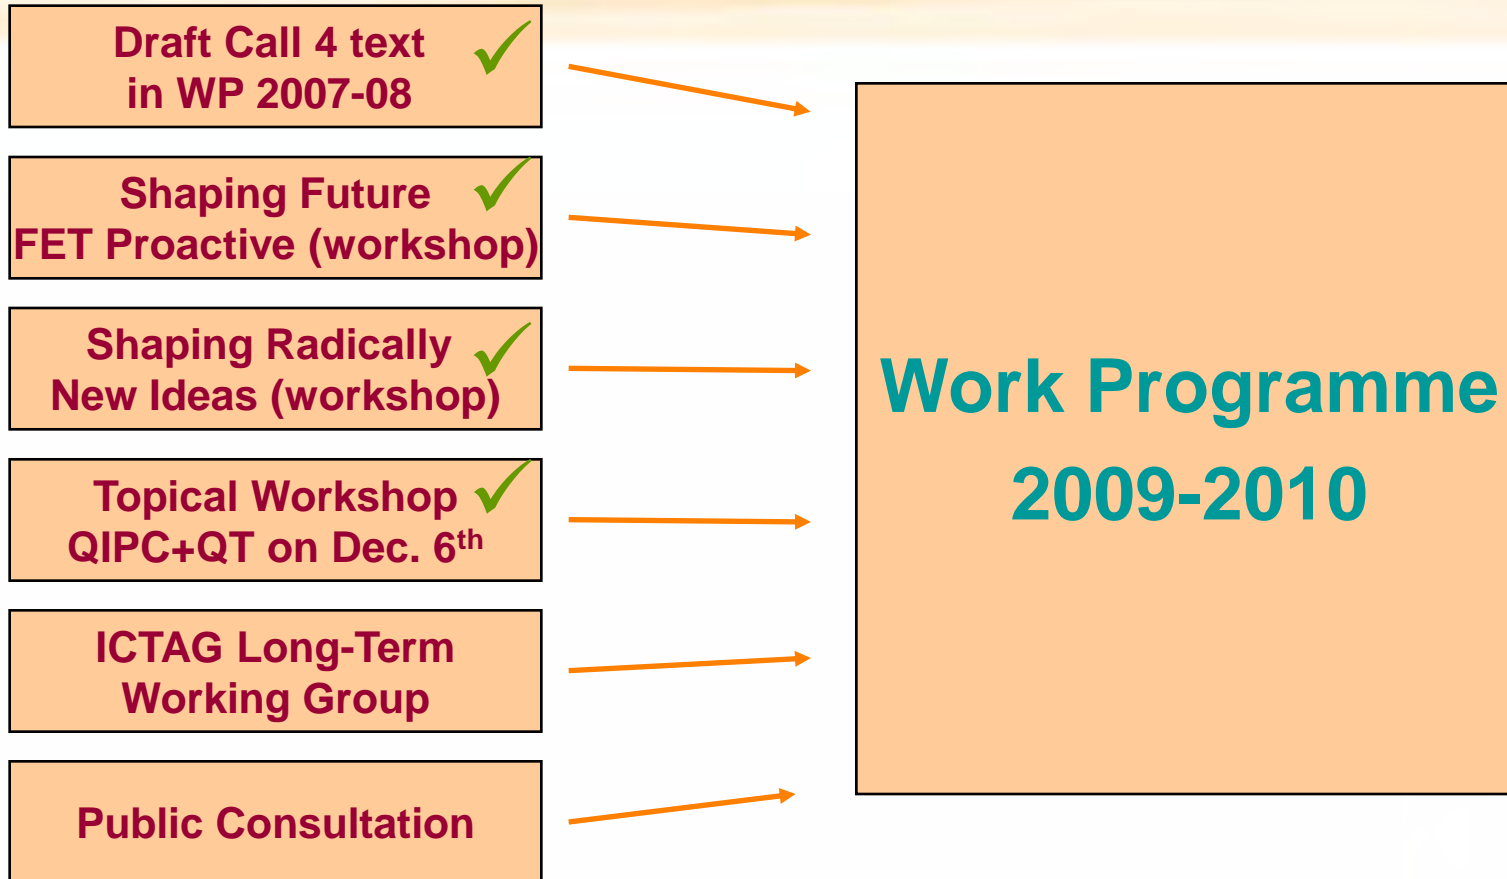 Draft Call 4 text
in WP 2007-08
Shaping Future
FET Proactive (workshop)
Shaping Radically
New Ideas (workshop)
Topical Workshop
QIPC+QT on Dec. 6th
ICTAG Long-Term
Working Group
Public Consultation
Work Programme
2009-2010